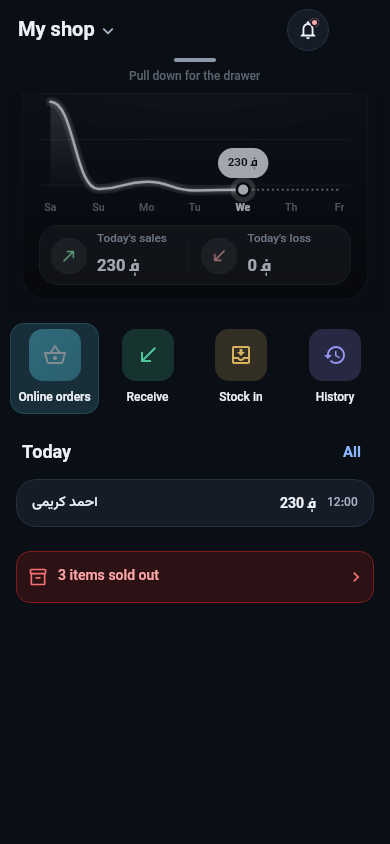 My shop
Pull down for the drawer
230 ؋
Sa Su Mo Tu We Th Fr
Today's sales
230 ؋
Today's loss
0 ؋
Online orders
Receive
Stock in
History
Today
All
احمد کریمی
230 ؋
12:00
3 items sold out